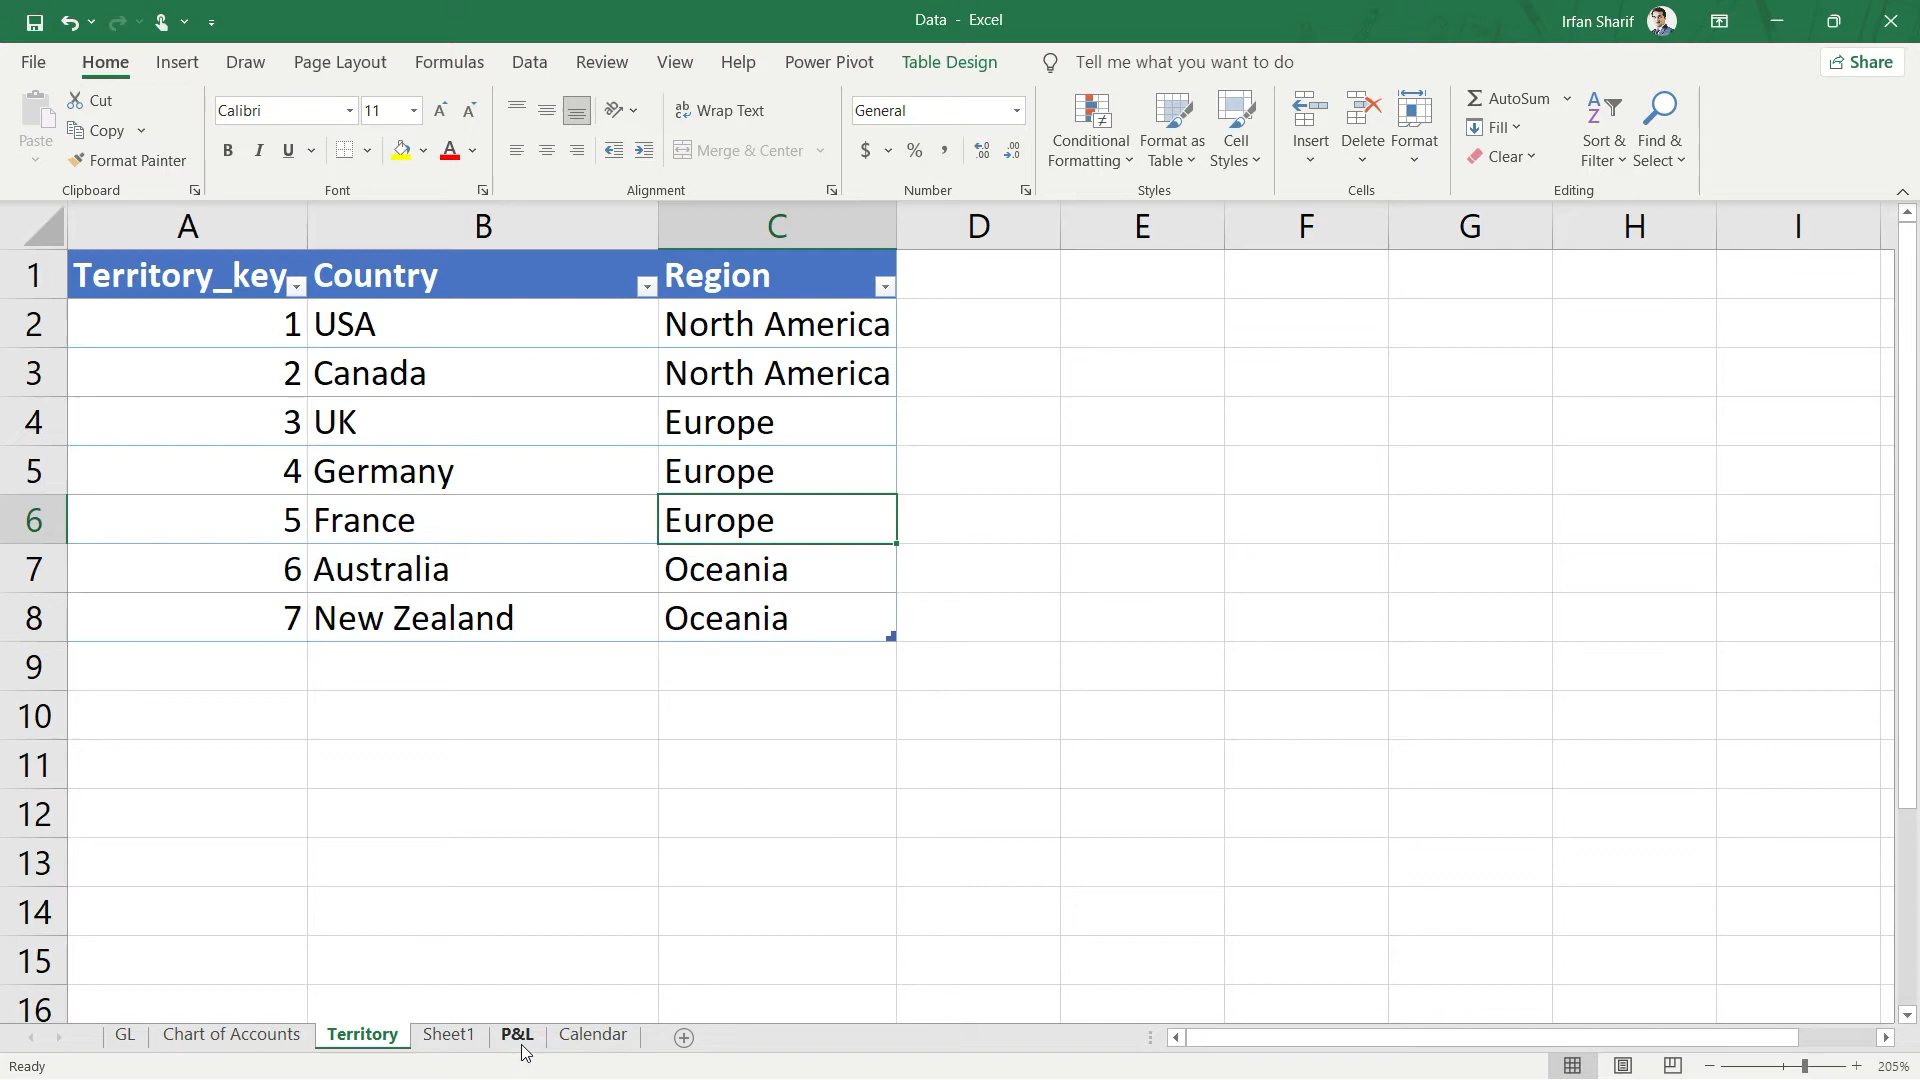 Data - Excel
Irfan Sharif
File Home Insert Draw Page Layout Formulas Data Review View Help Power Pivot Table Design Tell me what you want to do Share
Paste
Cut
Copy
Format Painter
Clipboard
Calibri 11
B I U
Font
Wrap Text
Merge & Center
Alignment
General
$ % ,
Number
Conditional Formatting
Format as Table
Cell Styles
Styles
Insert Delete Format
Cells
AutoSum
Fill
Clear
Sort & Filter
Find & Select
Editing
A B C D E F G H I
1 Territory_key Country Region
2 1 USA North America
3 2 Canada North America
4 3 UK Europe
5 4 Germany Europe
6 5 France Europe
7 6 Australia Oceania
8 7 New Zealand Oceania
9
10
11
12
13
14
15
16
GL Chart of Accounts Territory Sheet1 P&L Calendar
Ready 205%